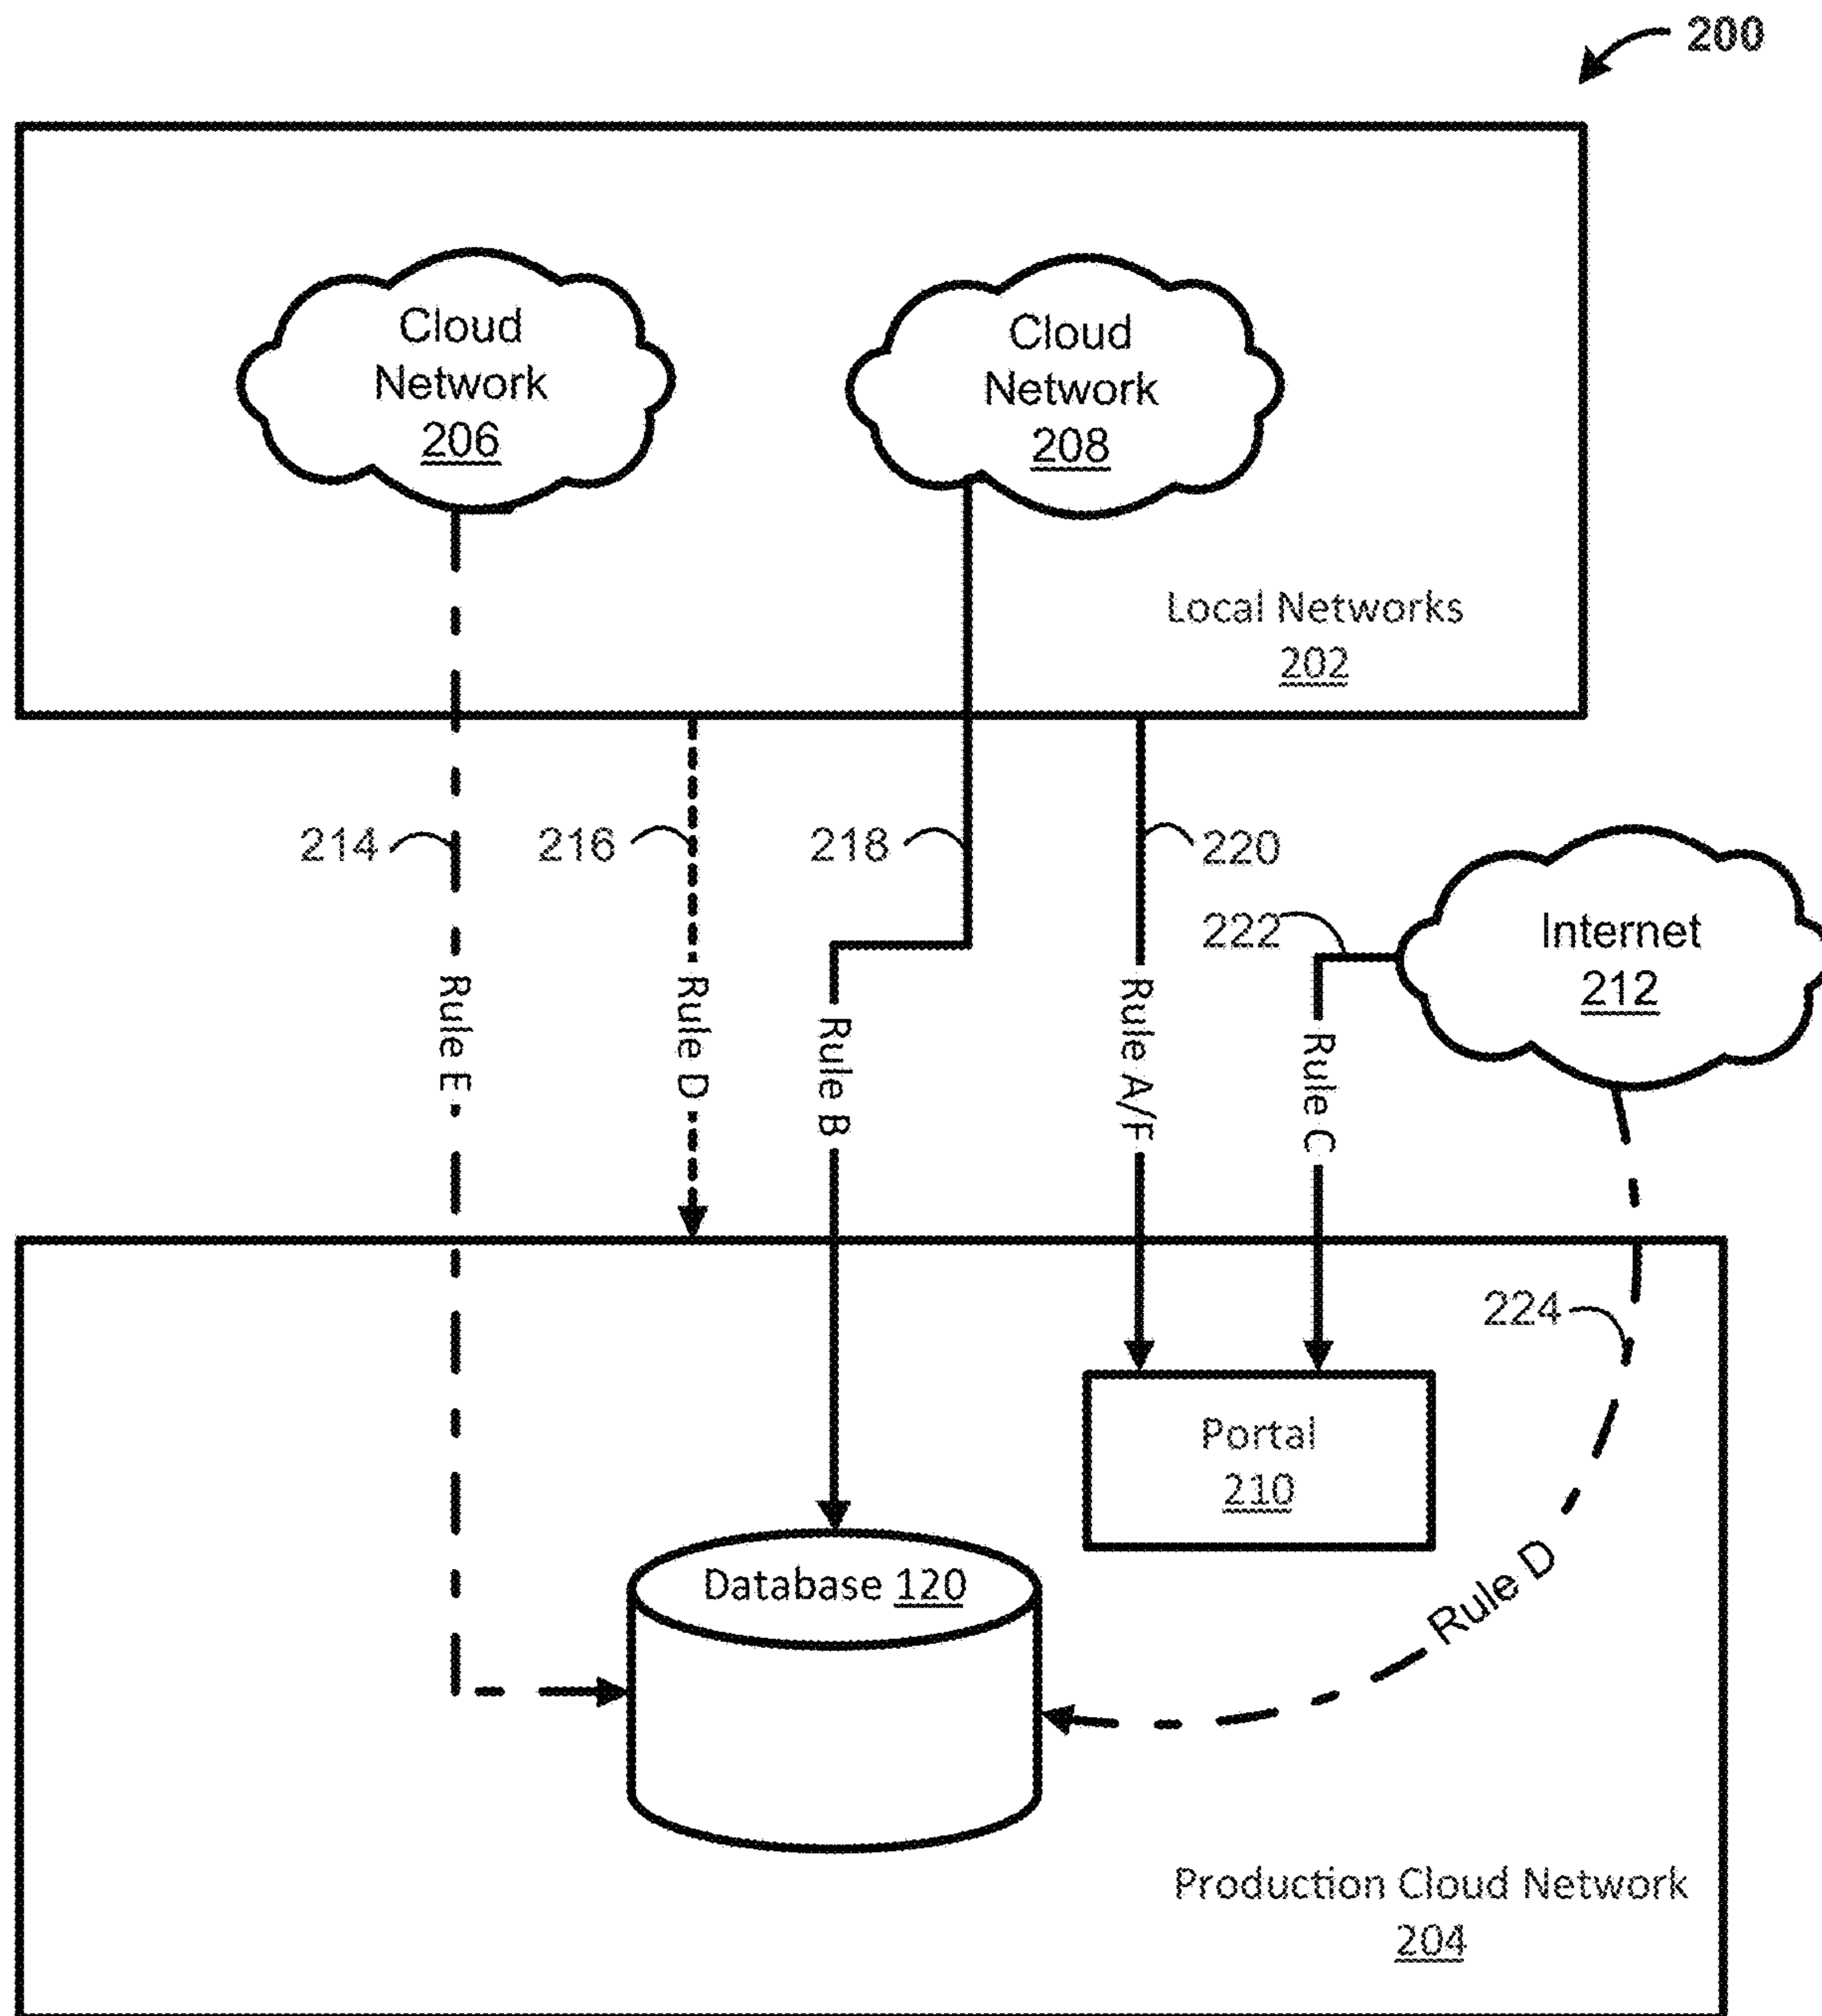 200
Cloud
Network
206
Cloud
Network
208
Local Networks
202
214
216
218
220
222
Internet
212
Rule E
Rule D
Rule B
Rule A/F
Rule C
224
Portal
210
Database 120
Rule D
Production Cloud Network
204